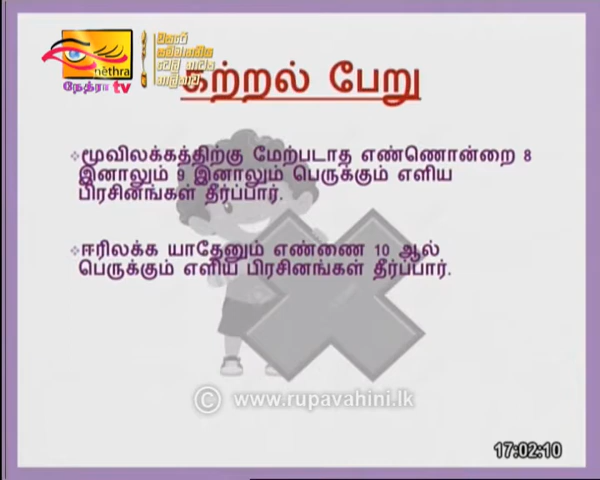 nethra
நேத்ரா tv
கற்றல் பேறு
மூவிலக்கத்திற்கு மேற்படாத எண்ணொன்றை 8
இனாலும் 9 இனாலும் பெருக்கும் எளிய
பிரசினங்கள் தீர்ப்பார்.
ஈரிலக்க யாதேனும் எண்ணை 10 ஆல்
பெருக்கும் எளிய பிரசினங்கள் தீர்ப்பார்.
© www.rupavahini.lk
17:02:10